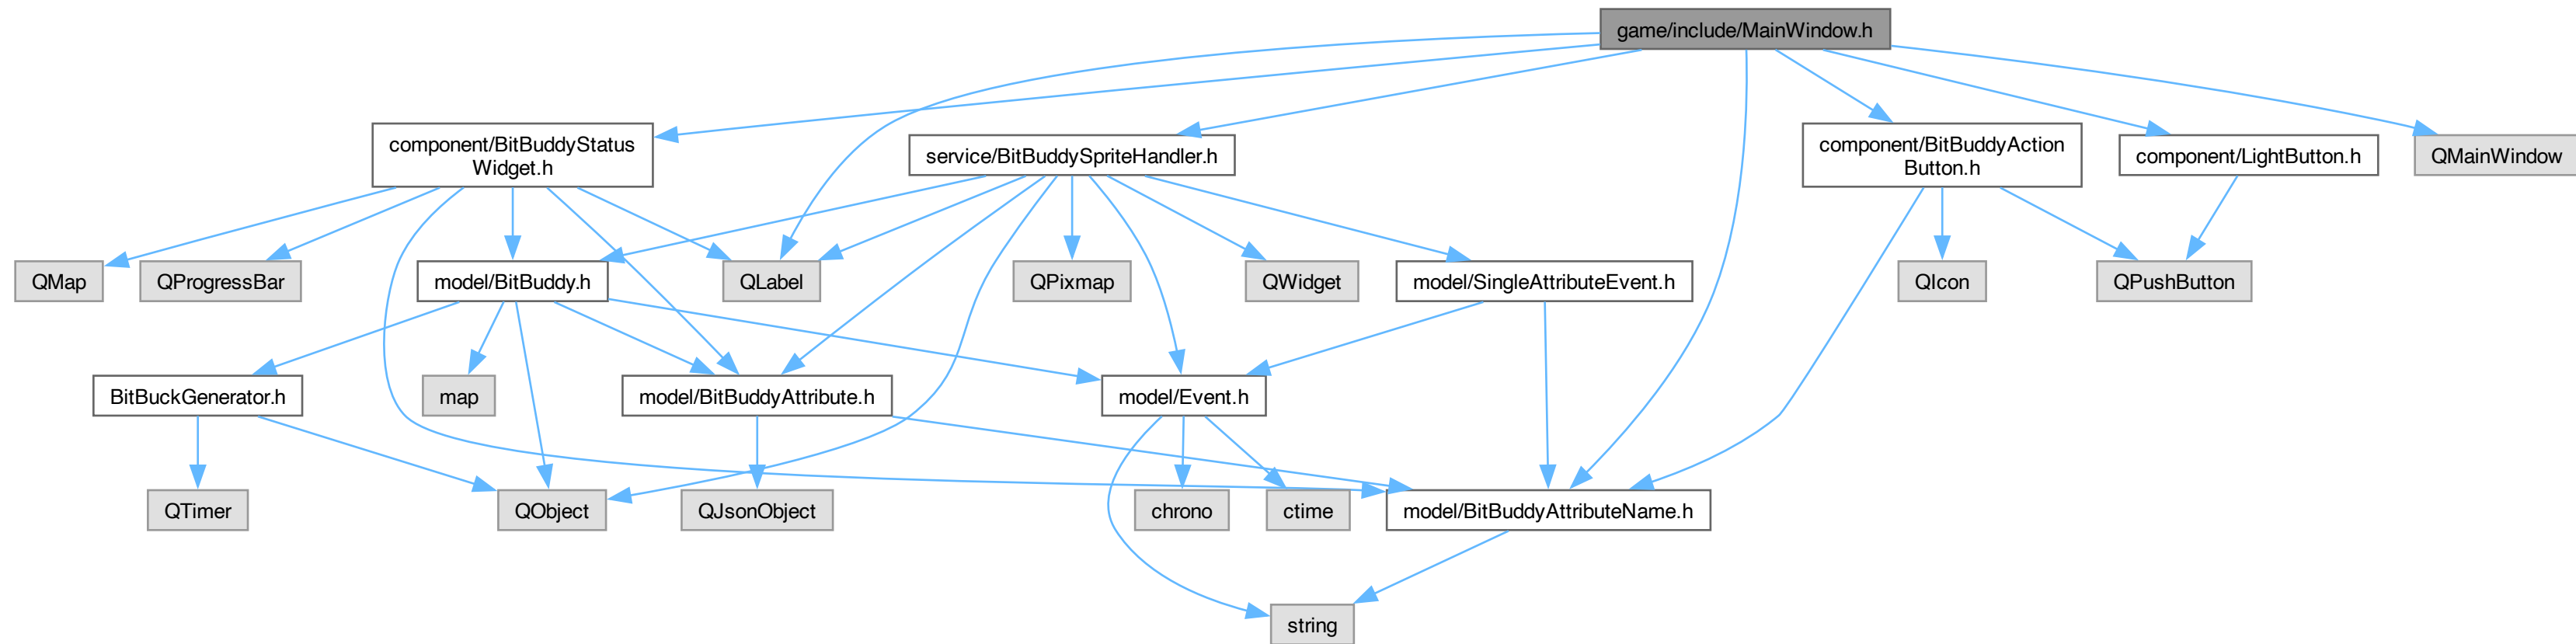 game/include/MainWindow.h
component/BitBuddyStatus
Widget.h
service/BitBuddySpriteHandler.h
component/BitBuddyAction
Button.h
component/LightButton.h
QMainWindow
QMap
QProgressBar
model/BitBuddy.h
QLabel
QPixmap
QWidget
model/SingleAttributeEvent.h
QIcon
QPushButton
BitBuckGenerator.h
map
model/BitBuddyAttribute.h
model/Event.h
QTimer
QObject
QJsonObject
chrono
ctime
model/BitBuddyAttributeName.h
string